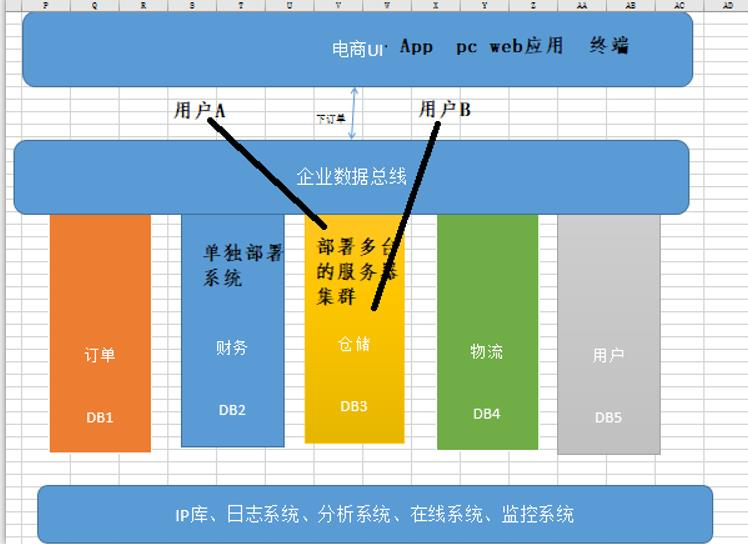 P Q R S T U V W X Y Z AA AB AC AD
电商UI App pc web应用 终端
用户A
用户B
下订单
企业数据总线
单独部署
系统
部署多台
的服务器
集群
订单
财务
仓储
物流
用户
DB1
DB2
DB3
DB4
DB5
IP库、日志系统、分析系统、在线系统、监控系统